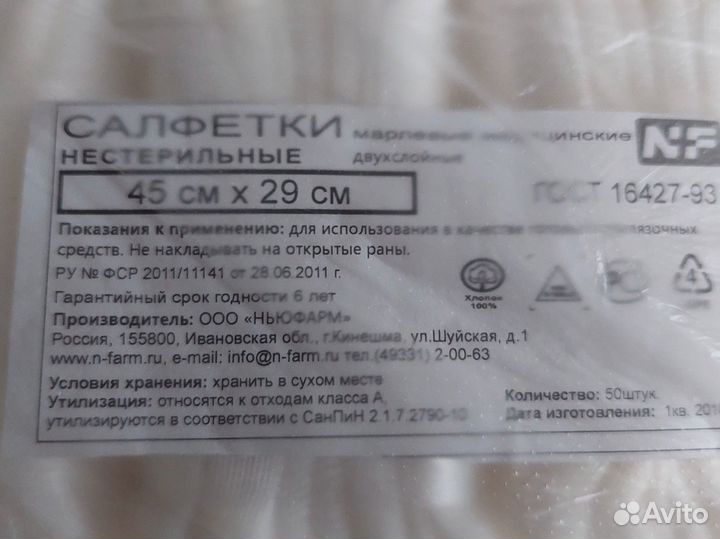 САЛФЕТКИ марлевые медицинские NF
НЕСТЕРИЛЬНЫЕ двухслойные
45 см х 29 см ГОСТ 16427-93
Показания к применению: для использования в качестве перевязочных
средств. Не накладывать на открытые раны.
РУ № ФСР 2011/11141 от 28.06.2011 г.
Гарантийный срок годности 6 лет
Хлопок
100%
4
Производитель: ООО «НЬЮФАРМ»
Россия, 155800, Ивановская обл., г.Кинешма, ул.Шуйская, д.1
www.n-farm.ru, e-mail: info@n-farm.ru тел.(49331) 2-00-63
Условия хранения: хранить в сухом месте
Утилизация: относятся к отходам класса А,
утилизируются в соответствии с СанПиН 2.1.7.2790-10
Количество: 50штук.
Дата изготовления: 1кв.
Avito